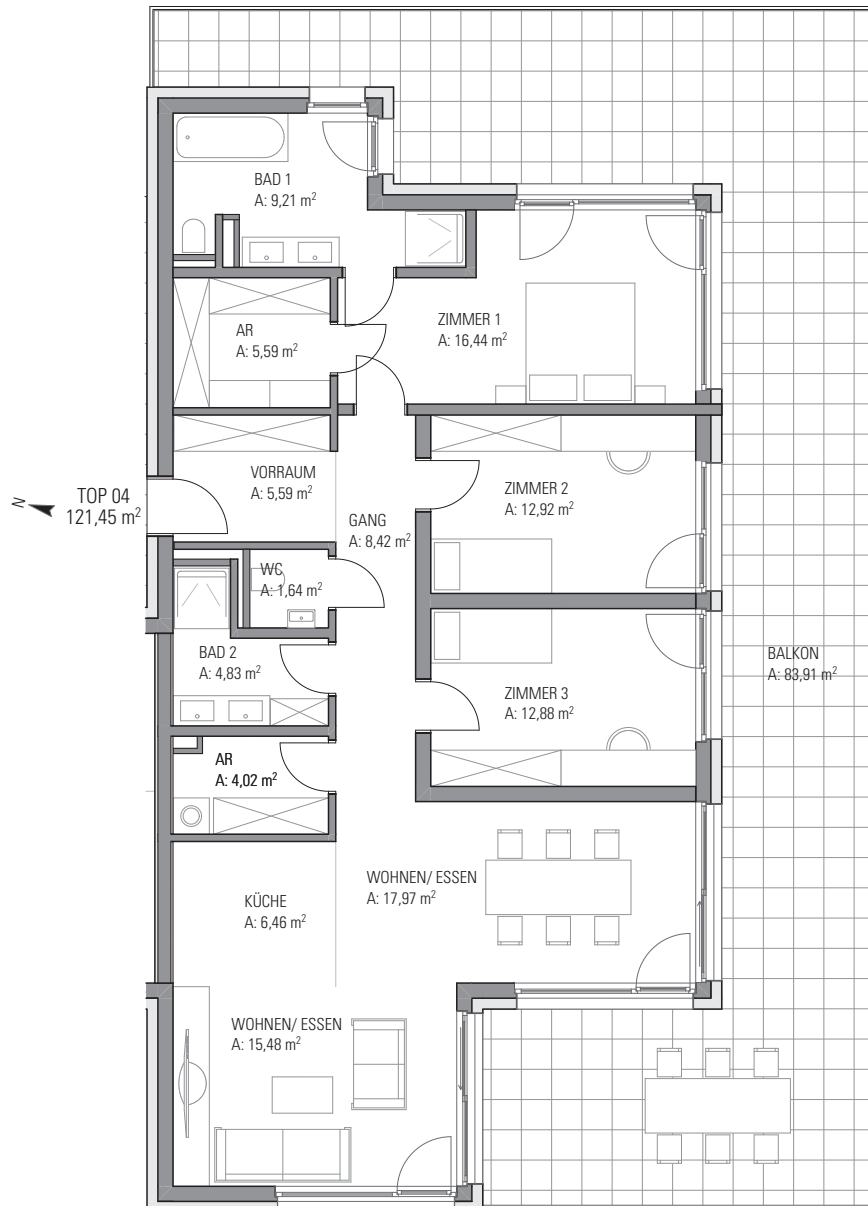 BAD 1
A: 9,21 m²
AR
A: 5,59 m²
ZIMMER 1
A: 16,44 m²
N
TOP 04
121,45 m²
VORRAUM
A: 5,59 m²
GANG
A: 8,42 m²
ZIMMER 2
A: 12,92 m²
WC
A: 1,64 m²
BAD 2
A: 4,83 m²
ZIMMER 3
A: 12,88 m²
BALKON
A: 83,91 m²
AR
A: 4,02 m²
KÜCHE
A: 6,46 m²
WOHNEN/ ESSEN
A: 17,97 m²
WOHNEN/ ESSEN
A: 15,48 m²